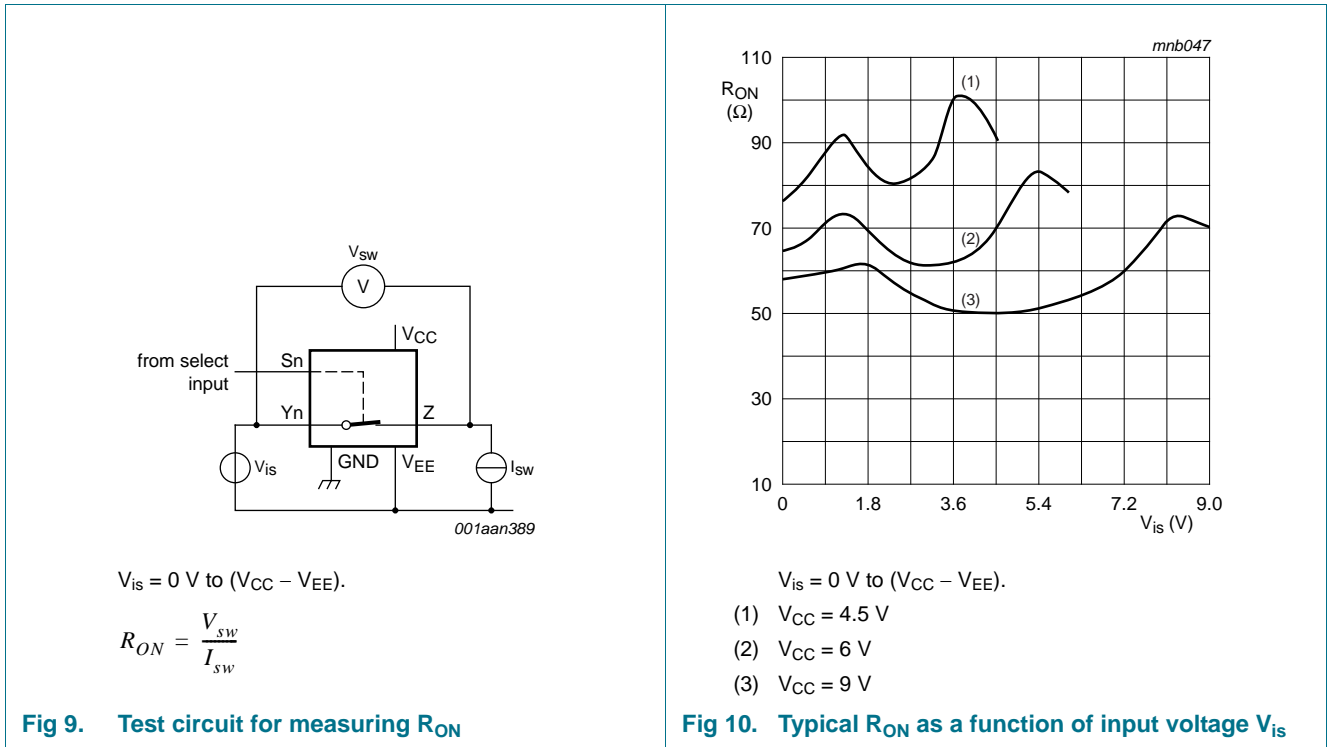 V_sw
V
V_CC
from select
input
Sn
Yn
Z
V_is
GND
V_EE
I_sw
001aan389
V_is = 0 V to (V_CC − V_EE).
R_ON = V_sw / I_sw
Fig 9. Test circuit for measuring R_ON
mnb047
R_ON
(Ω)
110
90
70
50
30
10
(1)
(2)
(3)
0 1.8 3.6 5.4 7.2 9.0
V_is (V)
V_is = 0 V to (V_CC − V_EE).
(1) V_CC = 4.5 V
(2) V_CC = 6 V
(3) V_CC = 9 V
Fig 10. Typical R_ON as a function of input voltage V_is